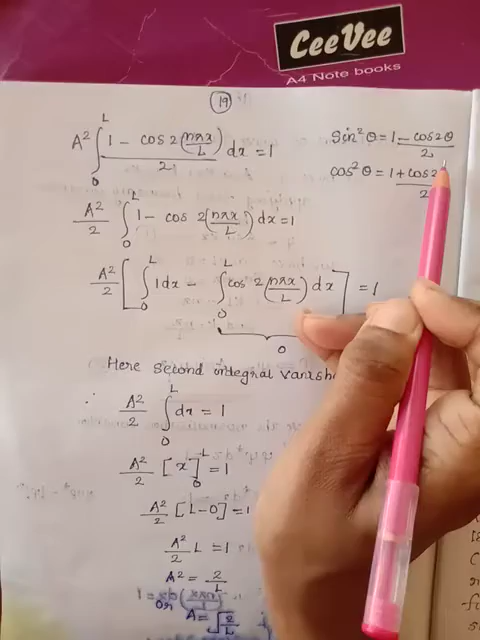 CeeVee
A4 Note books
19
A² ∫₀ᴸ (1 - cos 2(nπx/L))/2 dx = 1
Sin²θ = (1 - cos2θ)/2
cos²θ = (1 + cos2)/2
A²/2 ∫₀ᴸ 1 - cos 2(nπx/L) dx = 1
A²/2 [∫₀ᴸ 1dx - ∫₀ᴸ cos 2(nπx/L) dx] = 1
0
Here Second integral Vanish
∴ A²/2 ∫₀ᴸ dx = 1
A²/2 [x]₀ᴸ = 1
A²/2 [L-0] = 1
A²/2 L = 1
A² = 2/L
or
A = √(2/L)